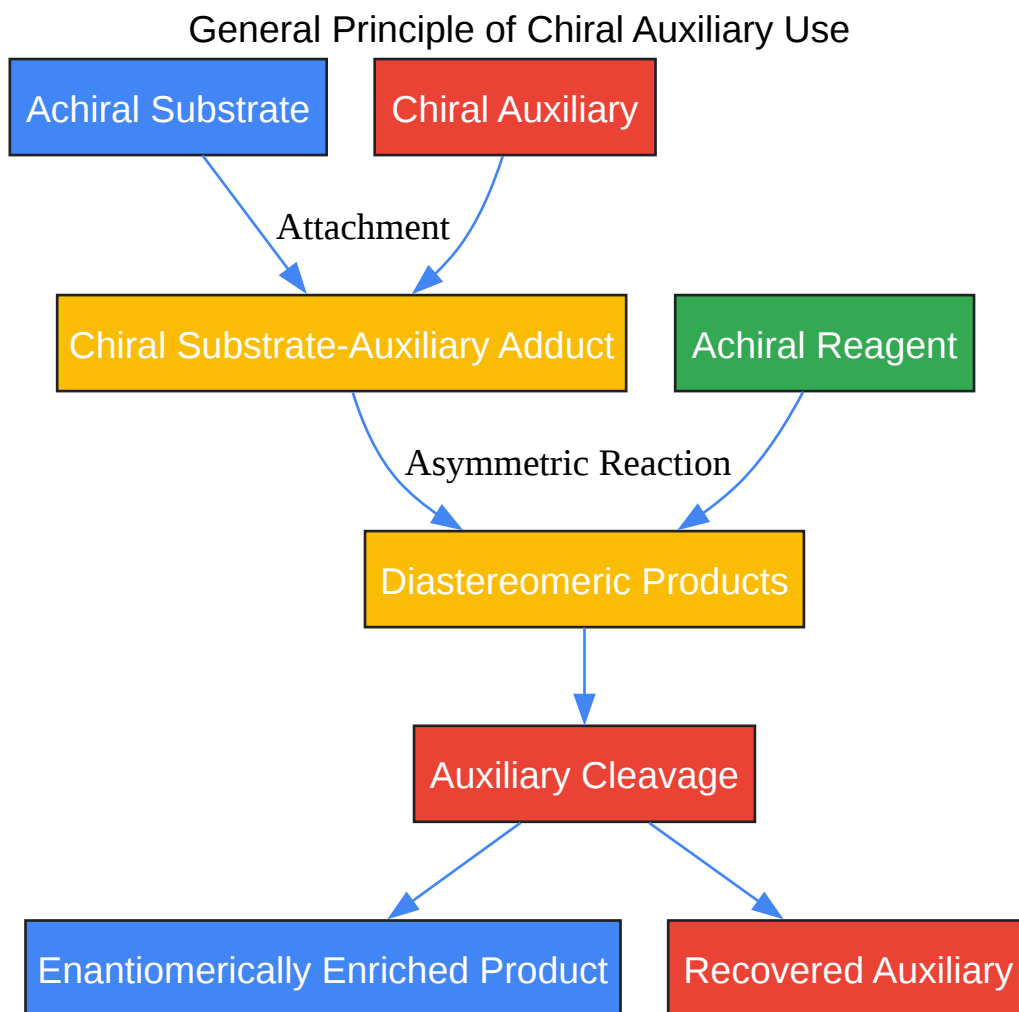 General Principle of Chiral Auxiliary Use
Achiral Substrate
Chiral Auxiliary
Attachment
Chiral Substrate-Auxiliary Adduct
Achiral Reagent
Asymmetric Reaction
Diastereomeric Products
Auxiliary Cleavage
Enantiomerically Enriched Product
Recovered Auxiliary